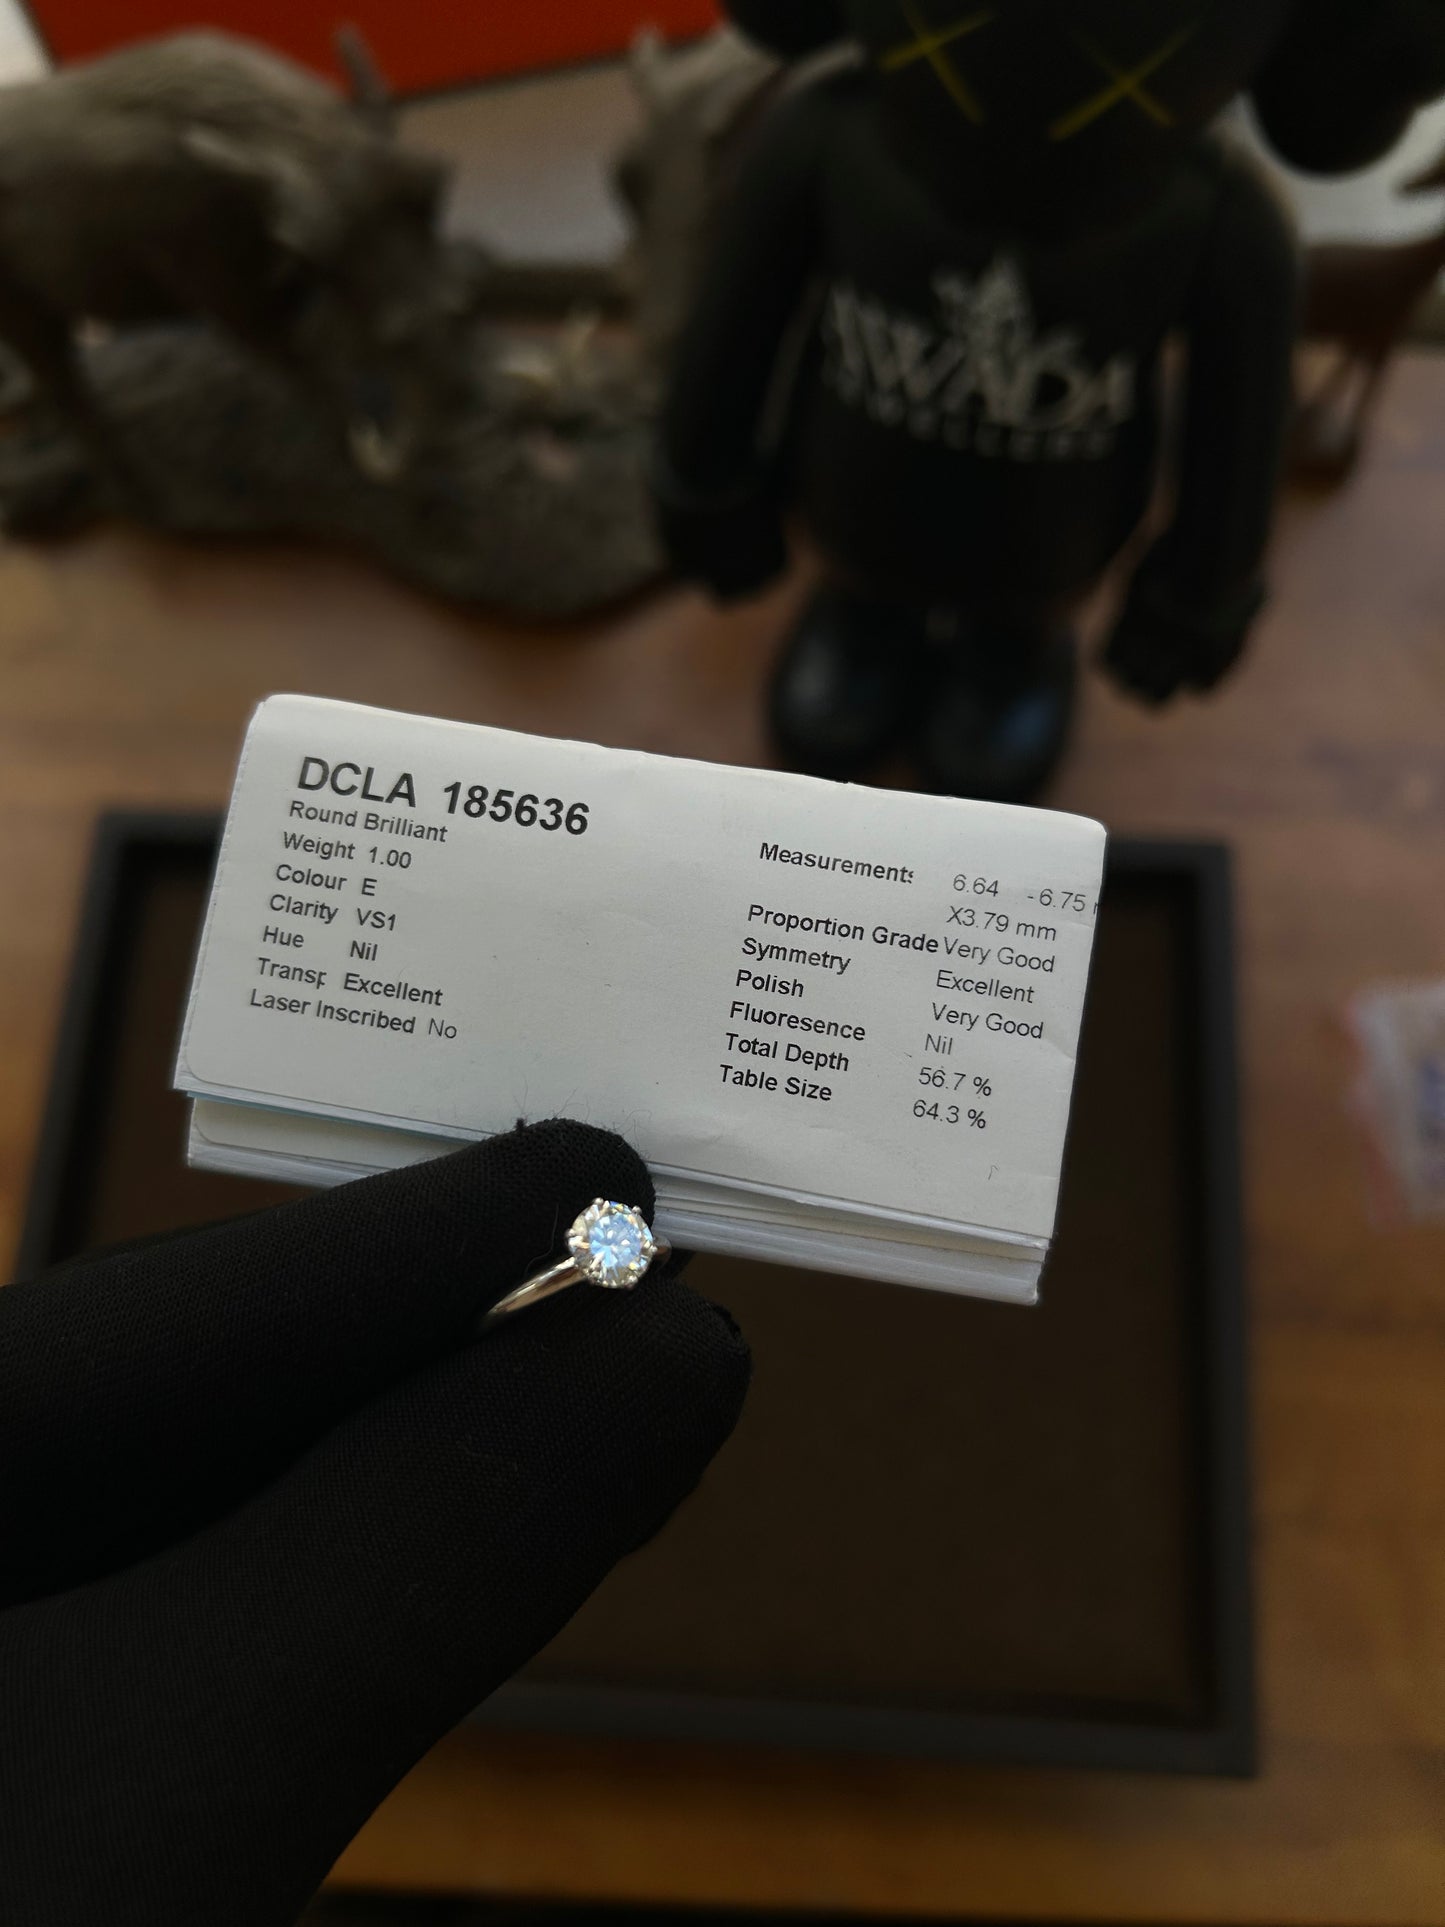 AWADA
JEWELLERS
DCLA 185636
Round Brilliant
Weight 1.00
Colour E
Clarity VS1
Hue Nil
Transp Excellent
Laser Inscribed No
Measurements 6.64 - 6.75
X3.79 mm
Proportion Grade Very Good
Symmetry Excellent
Polish Very Good
Fluoresence Nil
Total Depth 56.7 %
Table Size 64.3 %